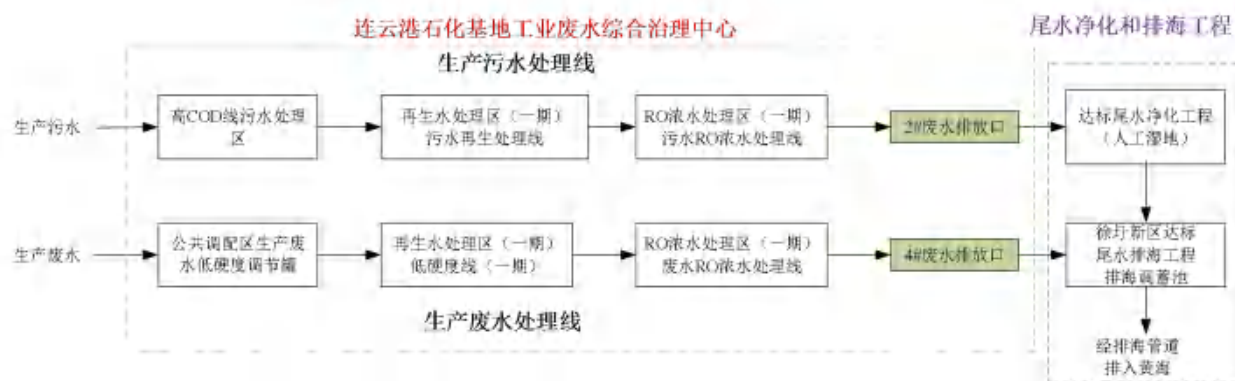 连云港石化基地工业废水综合治理中心
尾水净化和排海工程
生产污水处理线
生产污水
高COD线污水处理
区
再生水处理区（一期）
污水再生处理线
RO浓水处理区（一期）
污水RO浓水处理线
2#废水排放口
达标尾水净化工程
（人工湿地）
生产废水
公共调配区生产废
水低硬度调节罐
再生水处理区（一期）
低硬度线（一期）
RO浓水处理区（一期）
废水RO浓水处理线
4#废水排放口
徐圩新区达标
尾水排海工程
排海调蓄池
生产废水处理线
经排海管道
排入黄海